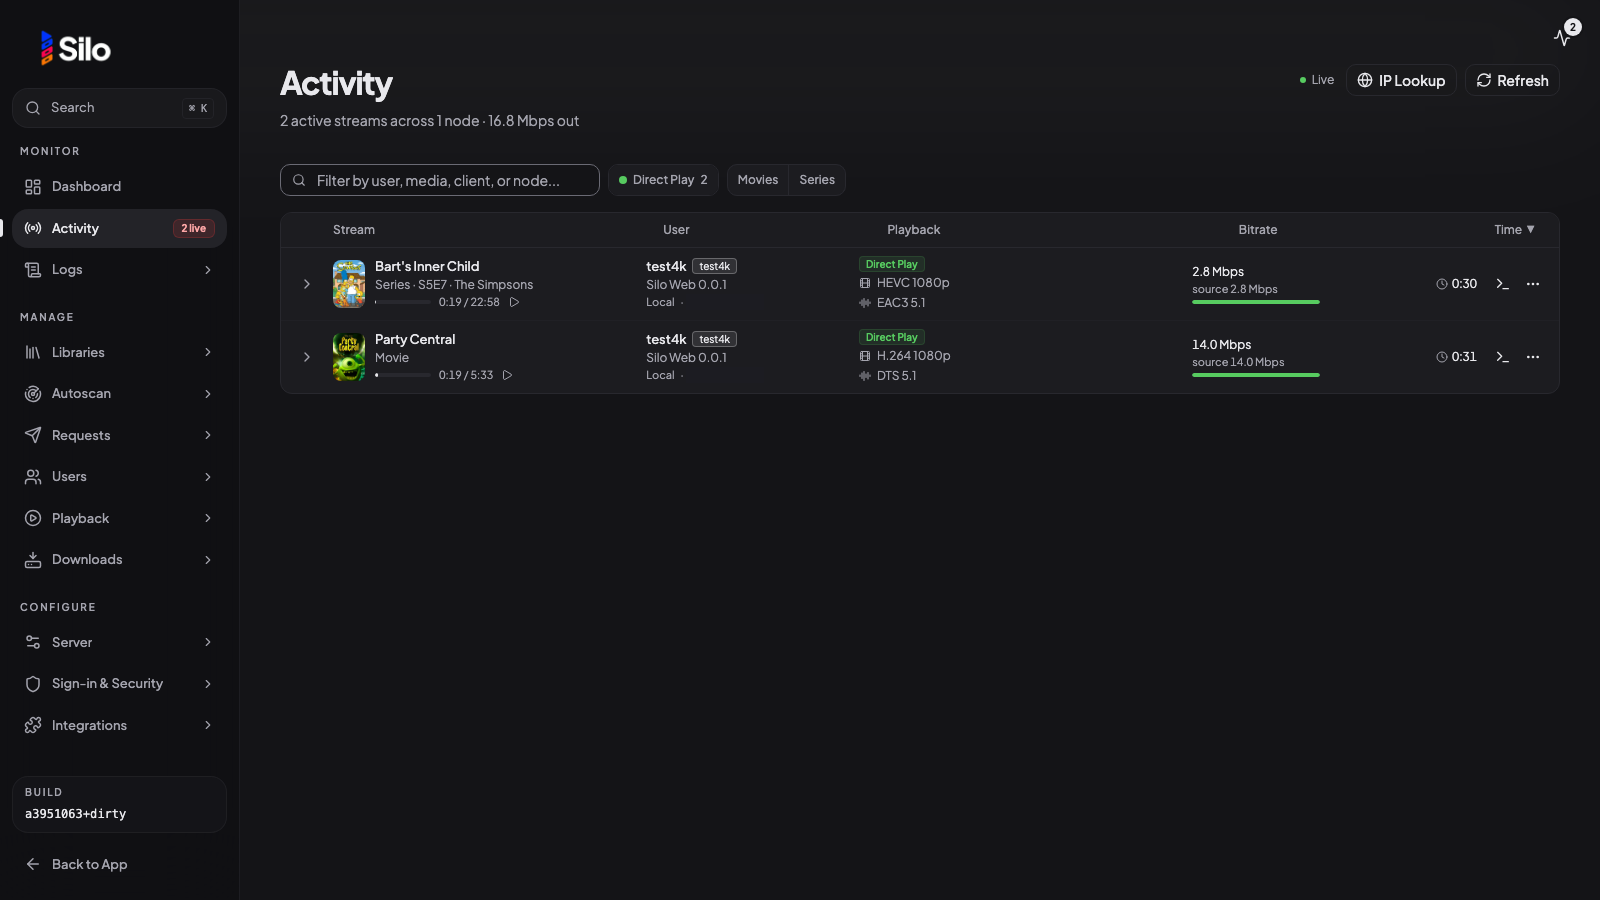 Silo
Search ⌘ K
MONITOR
Dashboard
Activity 2 live
Logs
MANAGE
Libraries
Autoscan
Requests
Users
Playback
Downloads
CONFIGURE
Server
Sign-in & Security
Integrations
BUILD
a3951063+dirty
Back to App
2
Activity
Live IP Lookup Refresh
2 active streams across 1 node · 16.8 Mbps out
Filter by user, media, client, or node... Direct Play 2 Movies Series
Stream User Playback Bitrate Time ▼
Bart's Inner Child
Series · S5E7 · The Simpsons
0:19 / 22:58
test4k test4k
Silo Web 0.0.1
Local ·
Direct Play
HEVC 1080p
EAC3 5.1
2.8 Mbps
source 2.8 Mbps
0:30
Party Central
Movie
0:19 / 5:33
test4k test4k
Silo Web 0.0.1
Local ·
Direct Play
H.264 1080p
DTS 5.1
14.0 Mbps
source 14.0 Mbps
0:31
Party Central